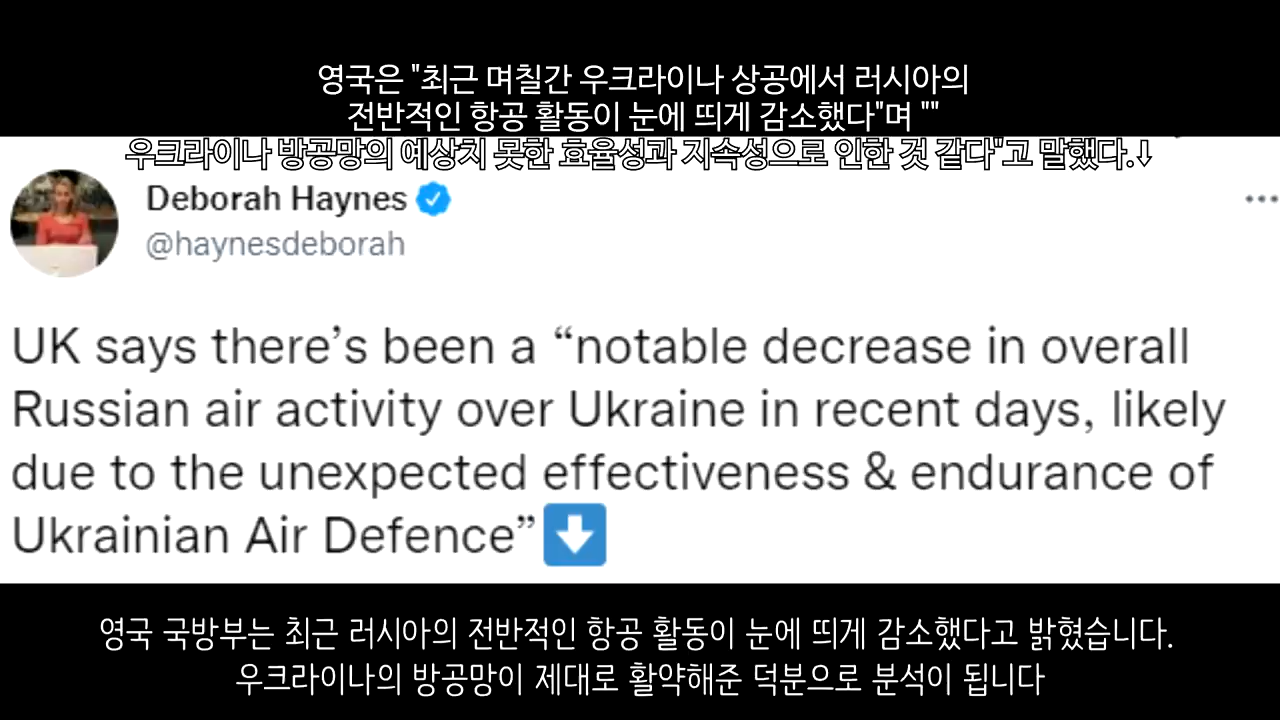 영국은 "최근 며칠간 우크라이나 상공에서 러시아의
전반적인 항공 활동이 눈에 띄게 감소했다"며 ""
우크라이나 방공망의 예상치 못한 효율성과 지속성으로 인한 것 같다"고 말했다.↓
Deborah Haynes
@haynesdeborah
UK says there’s been a “notable decrease in overall
Russian air activity over Ukraine in recent days, likely
due to the unexpected effectiveness & endurance of
Ukrainian Air Defence”⬇️
영국 국방부는 최근 러시아의 전반적인 항공 활동이 눈에 띄게 감소했다고 밝혔습니다.
우크라이나의 방공망이 제대로 활약해준 덕분으로 분석이 됩니다